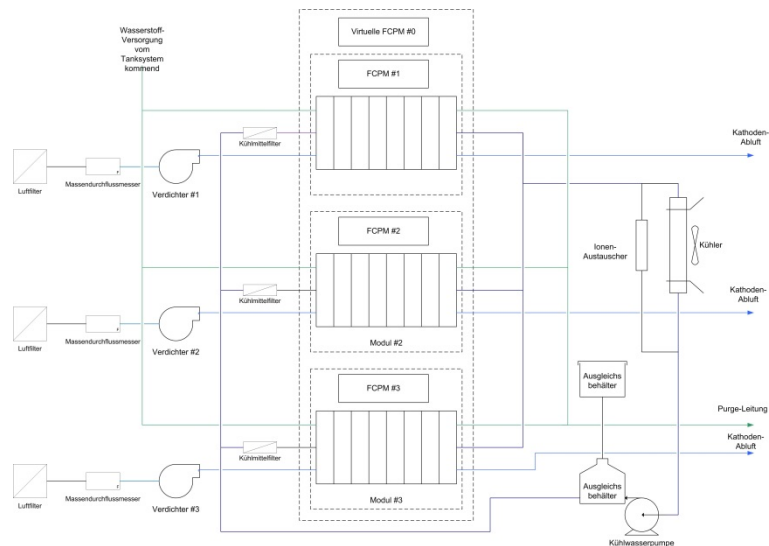 Wasserstoff-
Versorgung
vom
Tanksystem
kommend
Virtuelle FCPM #0
FCPM #1
Kühlmittelfilter
Luftfilter
Massendurchflussmesser
Verdichter #1
Kathoden-
Abluft
FCPM #2
Kühlmittelfilter
Modul #2
Luftfilter
Massendurchflussmesser
Verdichter #2
Ionen-
Austauscher
Kühler
Kathoden-
Abluft
FCPM #3
Kühlmittelfilter
Modul #3
Luftfilter
Massendurchflussmesser
Verdichter #3
Ausgleichs
behälter
Purge-Leitung
Kathoden-
Abluft
Ausgleichs
behälter
Kühlwasserpumpe